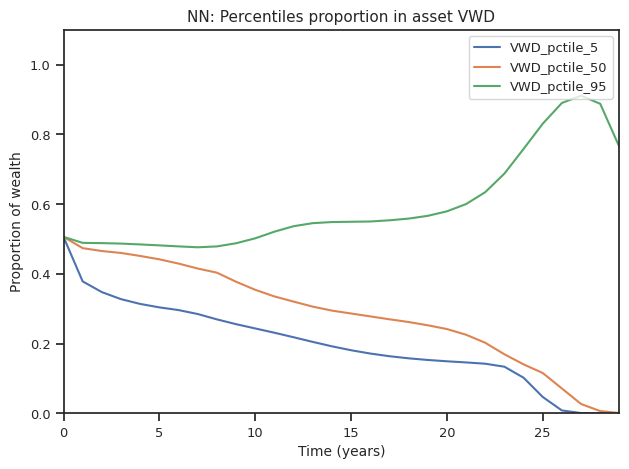 NN: Percentiles proportion in asset VWD
VWD_pctile_5
VWD_pctile_50
VWD_pctile_95
Proportion of wealth
1.0
0.8
0.6
0.4
0.2
0.0
0 5 10 15 20 25
Time (years)